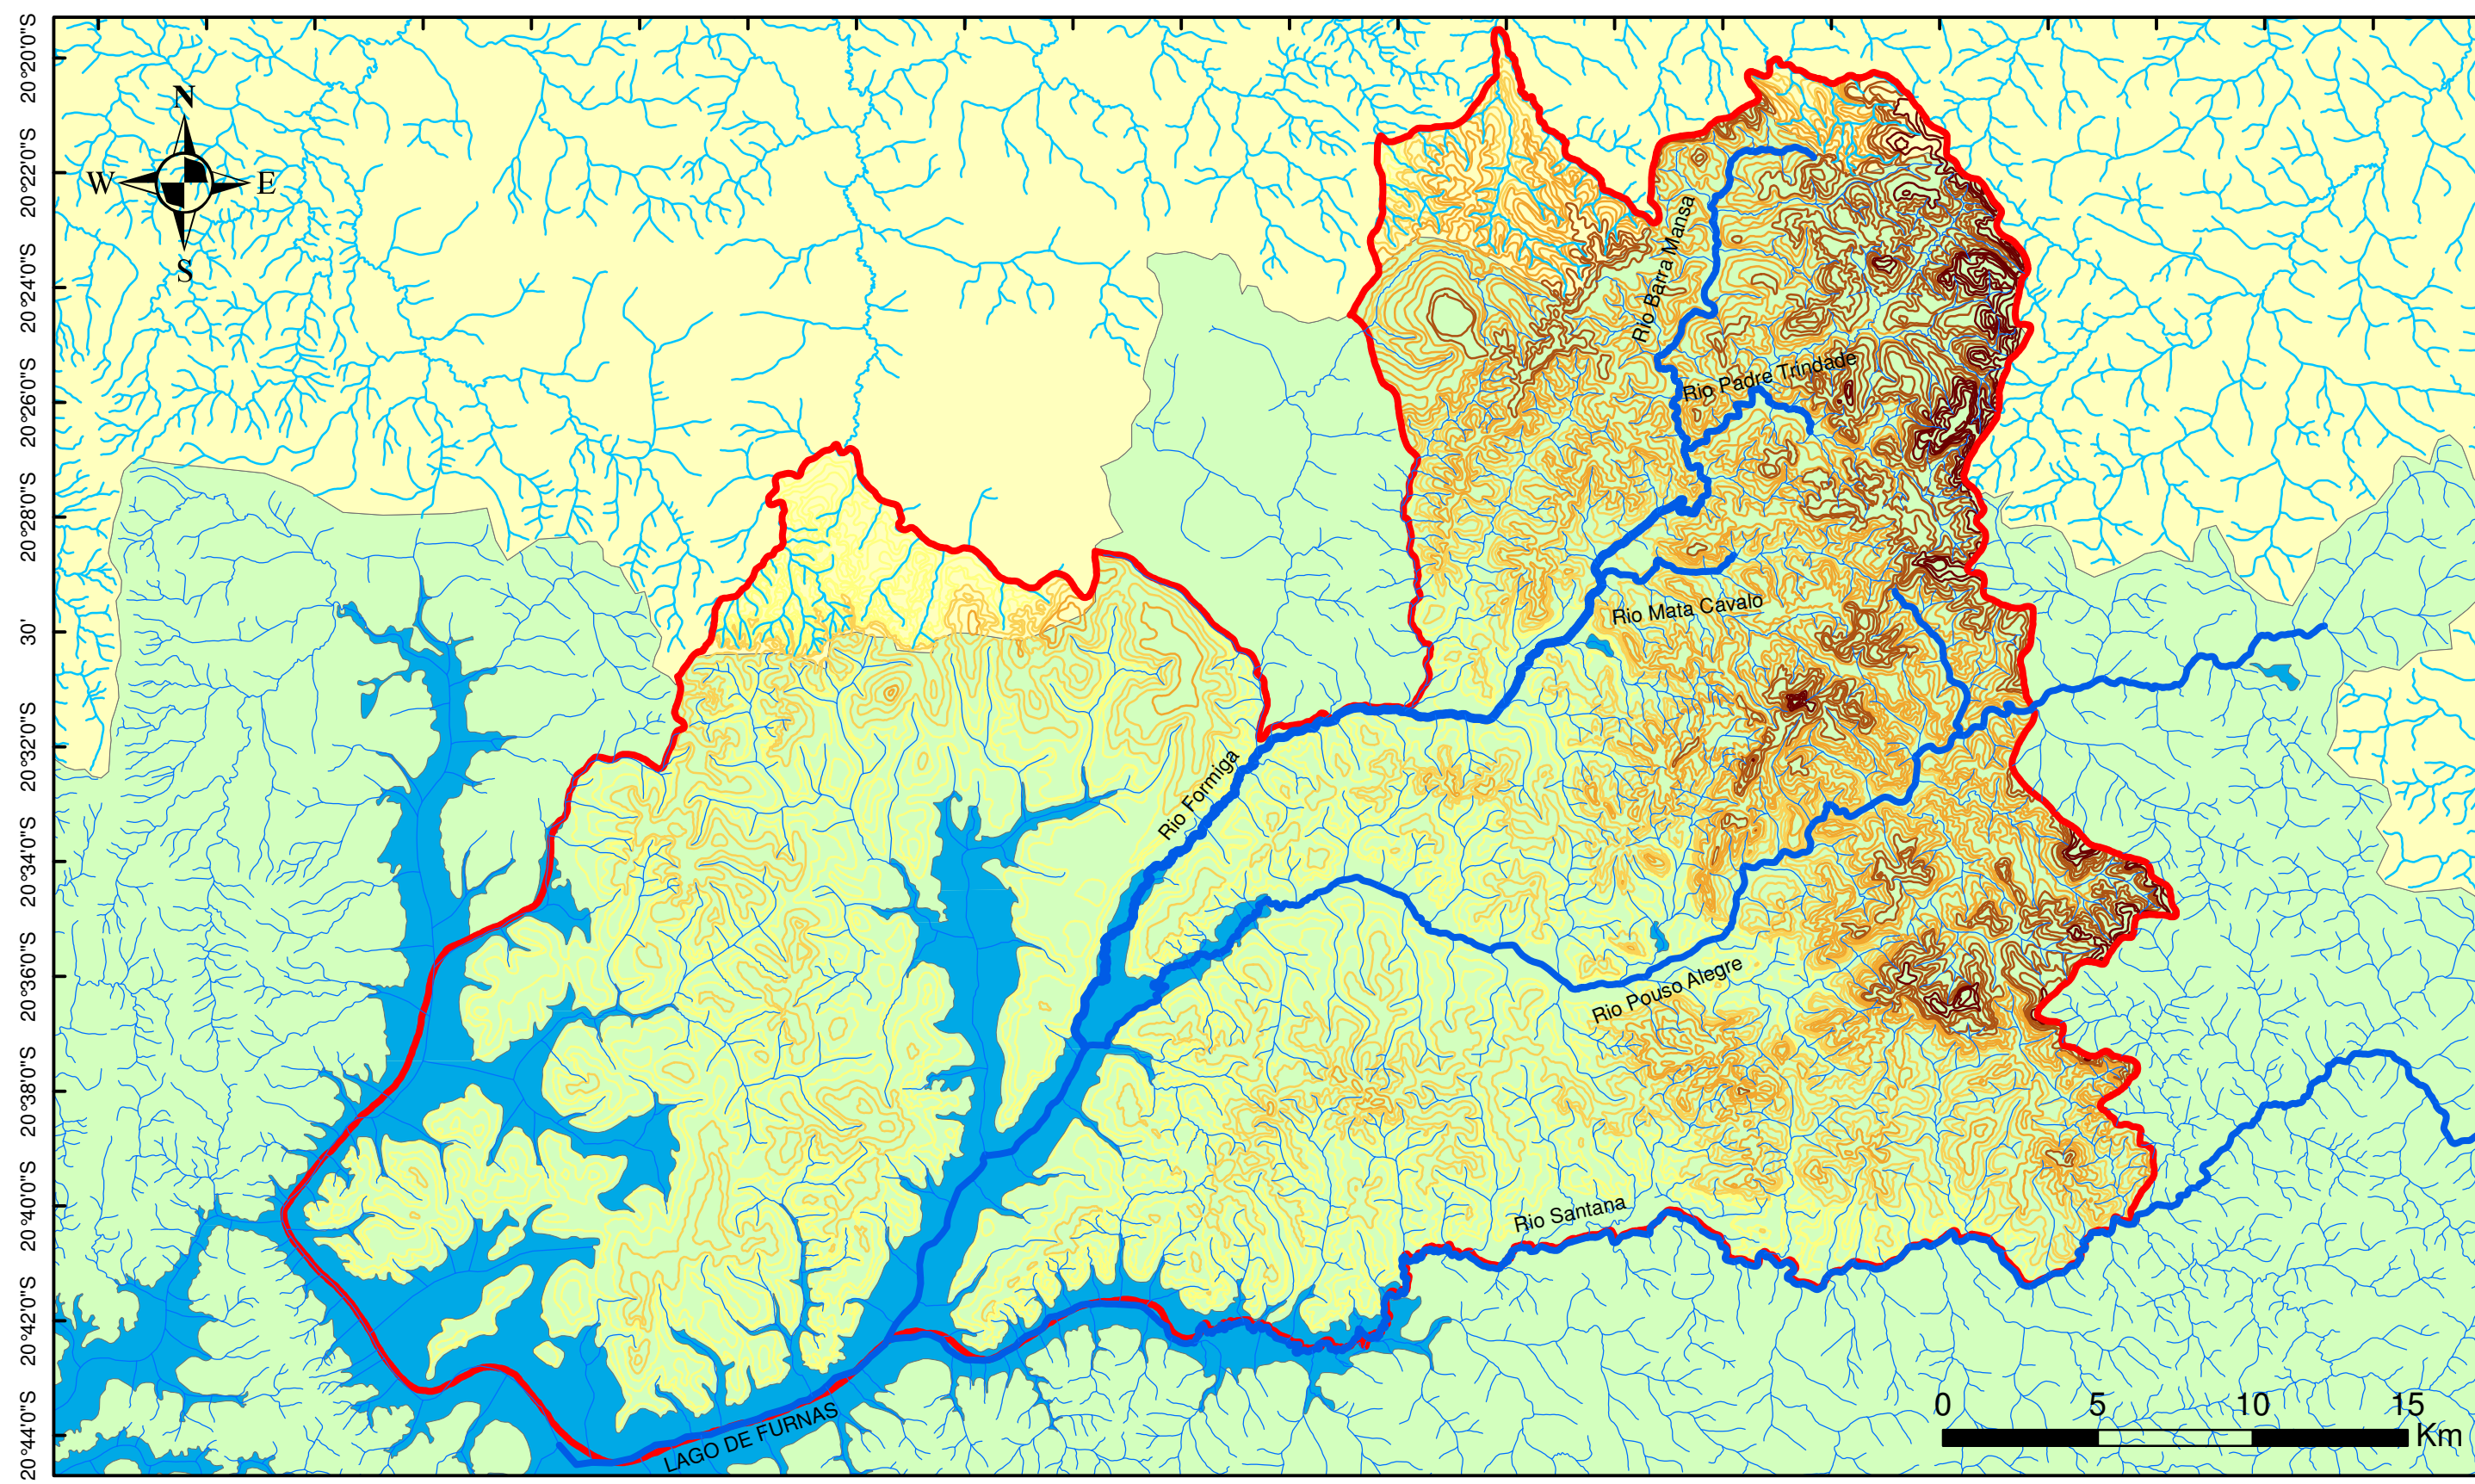 20°20'0"S
20°22'0"S
20°24'0"S
20°26'0"S
20°28'0"S
30'
20°32'0"S
20°34'0"S
20°36'0"S
20°38'0"S
20°40'0"S
20°42'0"S
20°44'0"S
N
W E
S
Rio Barra Mansa
Rio Padre Trindade
Rio Mata Cavalo
Rio Formiga
Rio Pouso Alegre
Rio Santana
LAGO DE FURNAS
0 5 10 15
Km